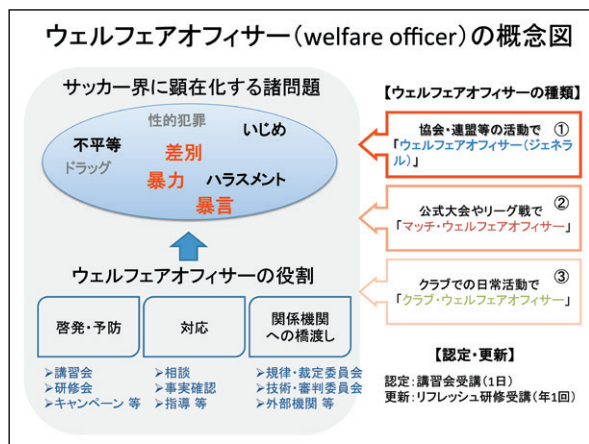 ウェルフェアオフィサー（welfare officer）の概念図
サッカー界に顕在化する諸問題
性的犯罪
いじめ
不平等
差別
ドラッグ
暴力
ハラスメント
暴言
ウェルフェアオフィサーの役割
啓発・予防
➢講習会
➢研修会
➢キャンペーン 等
対応
➢相談
➢事実確認
➢指導 等
関係機関
への橋渡し
➢規律・裁定委員会
➢技術・審判委員会
➢外部機関 等
【ウェルフェアオフィサーの種類】
協会・連盟等の活動で ①
「ウェルフェアオフィサー（ジェネラル）」
公式大会やリーグ戦で ②
「マッチ・ウェルフェアオフィサー」
クラブでの日常活動で ③
「クラブ・ウェルフェアオフィサー」
【認定・更新】
認定：講習会受講（1日）
更新：リフレッシュ研修受講（年1回）